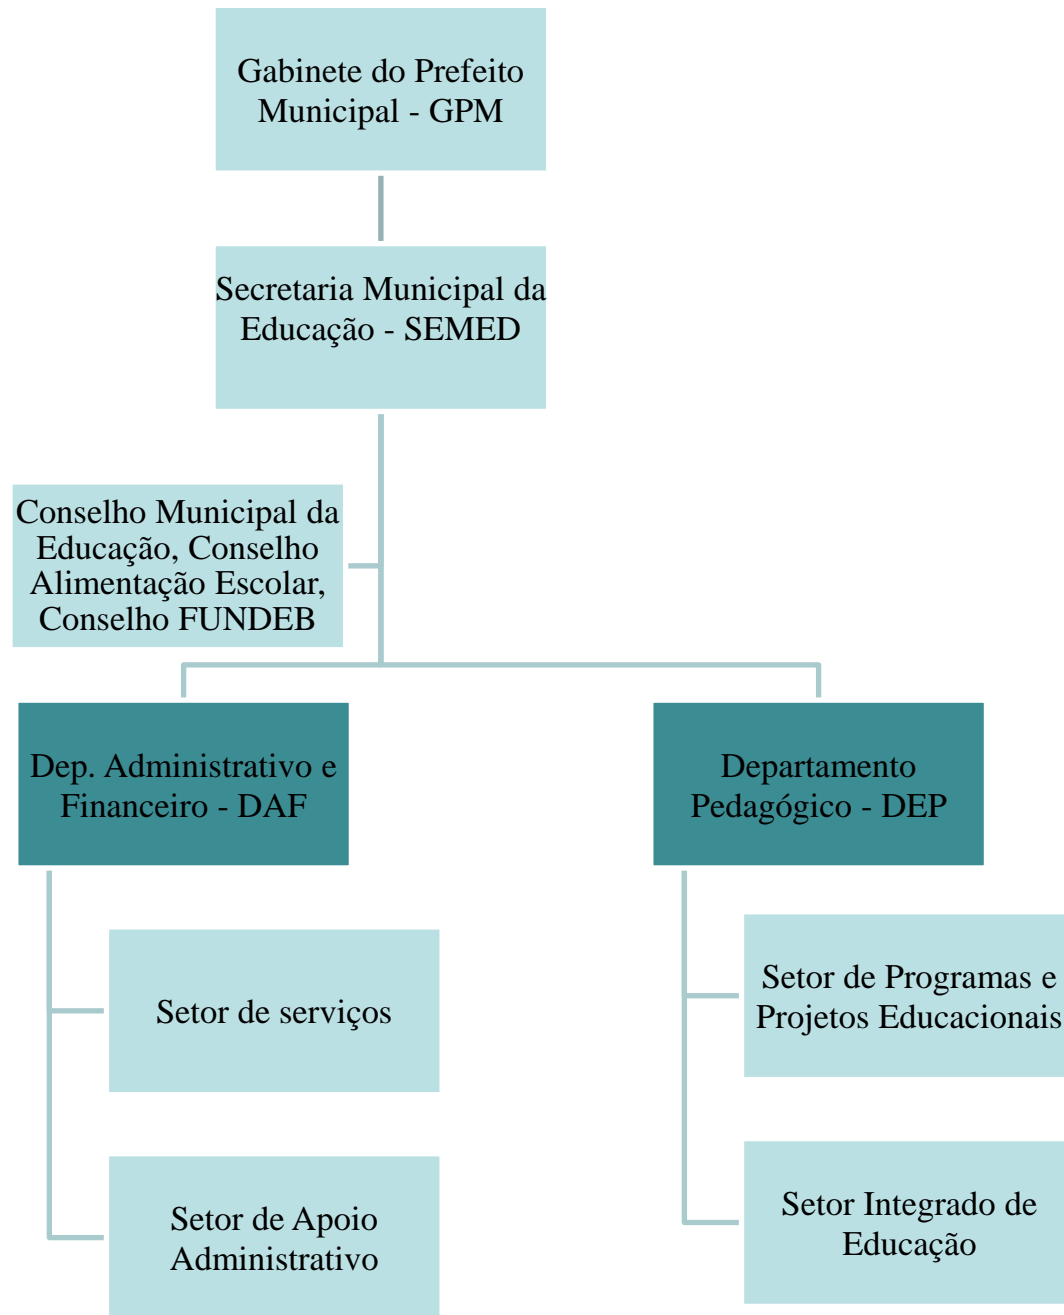 Gabinete do Prefeito
Municipal - GPM
Secretaria Municipal da
Educação - SEMED
Conselho Municipal da
Educação, Conselho
Alimentação Escolar,
Conselho FUNDEB
Dep. Administrativo e
Financeiro - DAF
Departamento
Pedagógico - DEP
Setor de serviços
Setor de Programas e
Projetos Educacionais
Setor de Apoio
Administrativo
Setor Integrado de
Educação